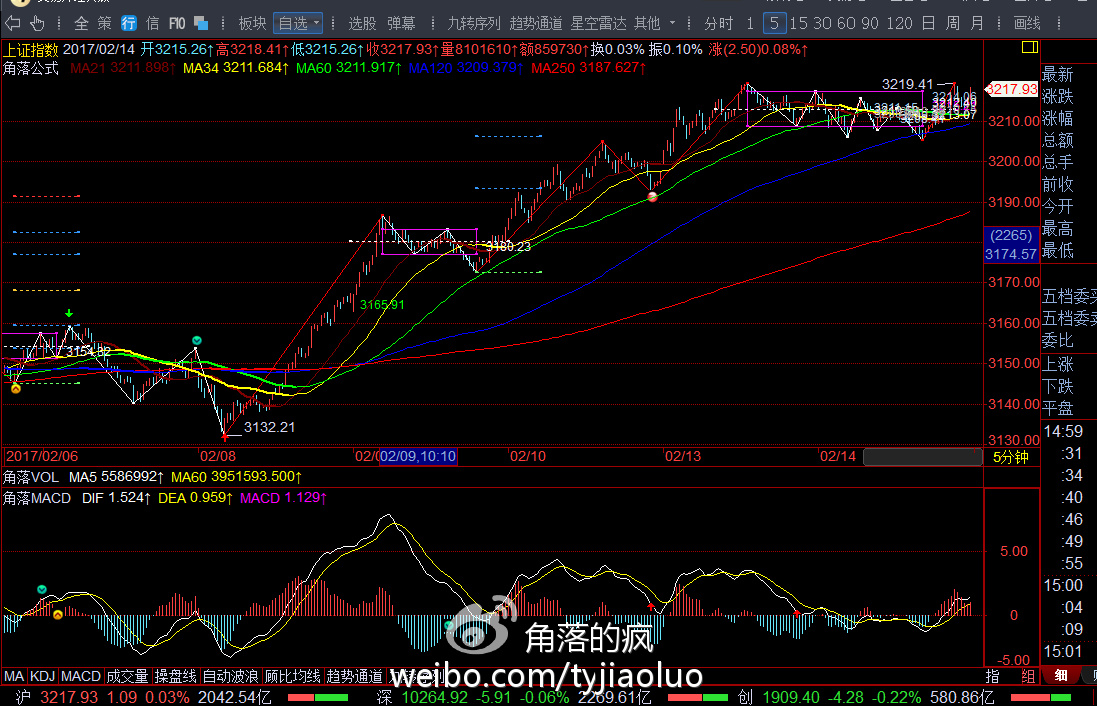 全 策 行 信 F10 板块 自选 选股 弹幕 九转序列 趋势通道 星空雷达 其他 分时 1 5 15 30 60 90 120 日 周 月 画线
上证指数 2017/02/14 开3215.26↑ 高3218.41↑ 低3215.26↑ 收3217.93↑ 量8101610↑ 额859730↑ 换0.03% 振0.10% 涨(2.50)0.08%↑
角落公式 MA21 3211.898↑ MA34 3211.684↑ MA60 3211.917↑ MA120 3209.379↑ MA250 3187.627↑
最新
3219.41
3217.93
涨跌
3212.40
3213.07
涨幅
3210.00
总额
3200.00
总手
前收
3190.00
今开
最高
(2265)
3180.23
最低
3174.57
3170.00
五档委买
3165.91
五档委卖
3160.00
委比
3154.82
3150.00
上涨
下跌
3140.00
平盘
3132.21
3130.00
14:59
2017/02/06 02/08 02/09,10:10 02/10 02/13 02/14 5分钟
:31
角落VOL MA5 5586992↑ MA60 3951593.500↑
:34
角落MACD DIF 1.524↑ DEA 0.959↑ MACD 1.129↑
:40
:46
:49
5.00
:55
15:00
:04
0
:09
角落的疯
15:01
-5.00
MA KDJ MACD 成交量 操盘线 自动波浪 顾比均线 趋势通道 指 组 细
weibo.com/tyjiaoluo
沪 3217.93 1.09 0.03% 2042.54亿 深 10264.92 -5.91 -0.06% 2269.61亿 创 1909.40 -4.28 -0.22% 580.86亿